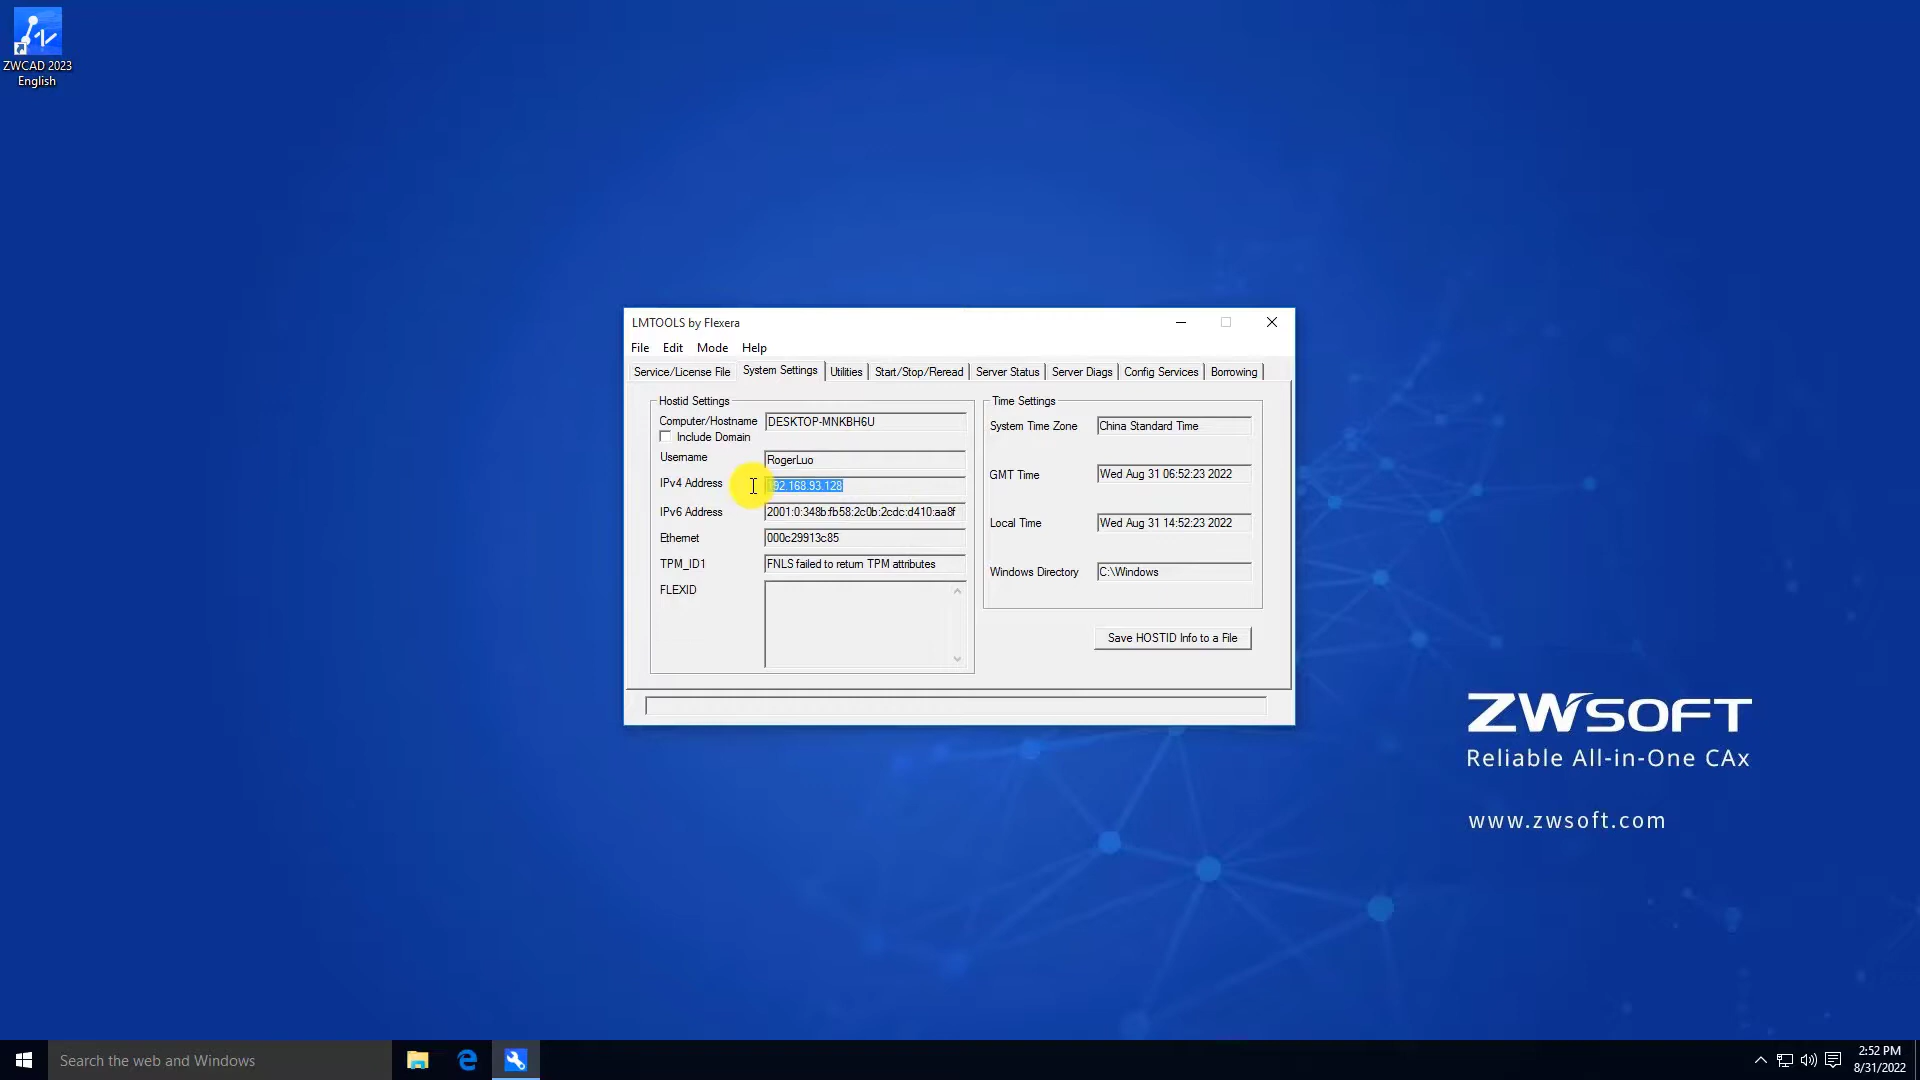 ZWCAD 2023
English
LMTOOLS by Flexera
File Edit Mode Help
Service/License File System Settings Utilities Start/Stop/Reread Server Status Server Diags Config Services Borrowing
Hostid Settings
Computer/Hostname DESKTOP-MNKBH6U
Include Domain
Username RogerLuo
IPv4 Address 192.168.93.128
IPv6 Address 2001:0:348b:fb58:2c0b:2cdc:d410:aa8f
Ethernet 000c29913c85
TPM_ID1 FNLS failed to return TPM attributes
FLEXID
Time Settings
System Time Zone China Standard Time
GMT Time Wed Aug 31 06:52:23 2022
Local Time Wed Aug 31 14:52:23 2022
Windows Directory C:\Windows
Save HOSTID Info to a File
ZWSOFT
Reliable All-in-One CAx
www.zwsoft.com
Search the web and Windows
2:52 PM
8/31/2022